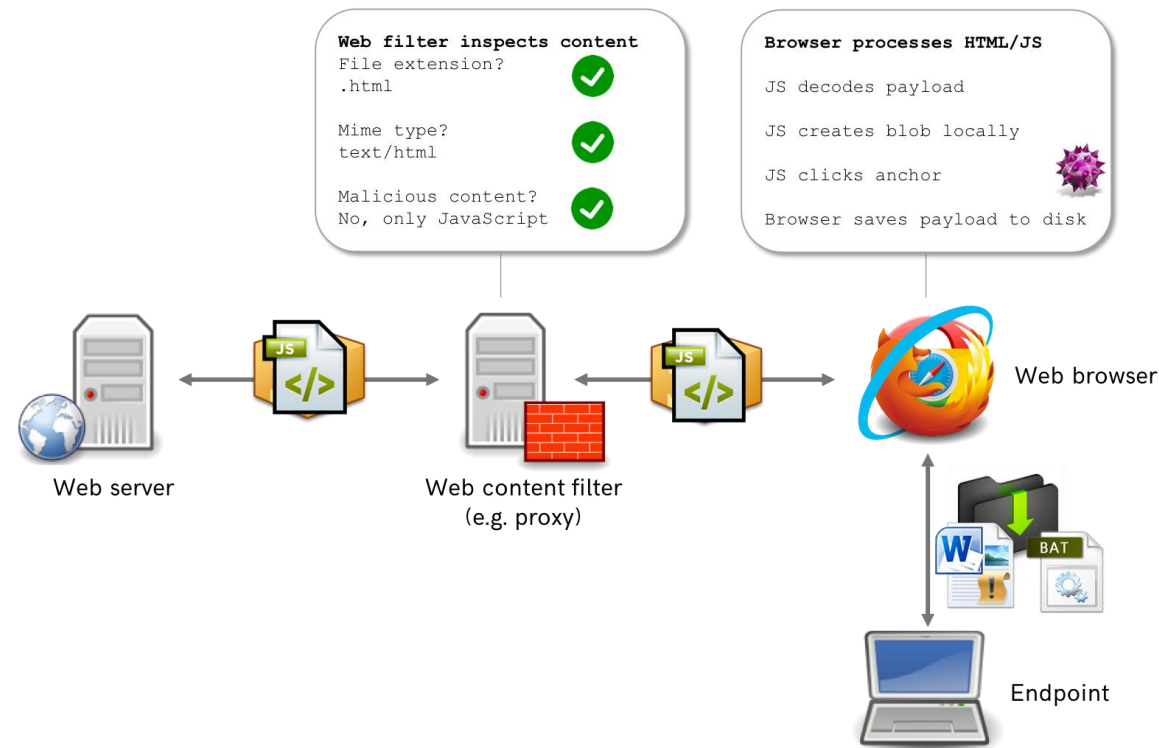 Web filter inspects content
File extension?
.html
Mime type?
text/html
Malicious content?
No, only JavaScript
Browser processes HTML/JS
JS decodes payload
JS creates blob locally
JS clicks anchor
Browser saves payload to disk
JS
</>
JS
</>
Web browser
Web server
Web content filter
(e.g. proxy)
W
BAT
Endpoint